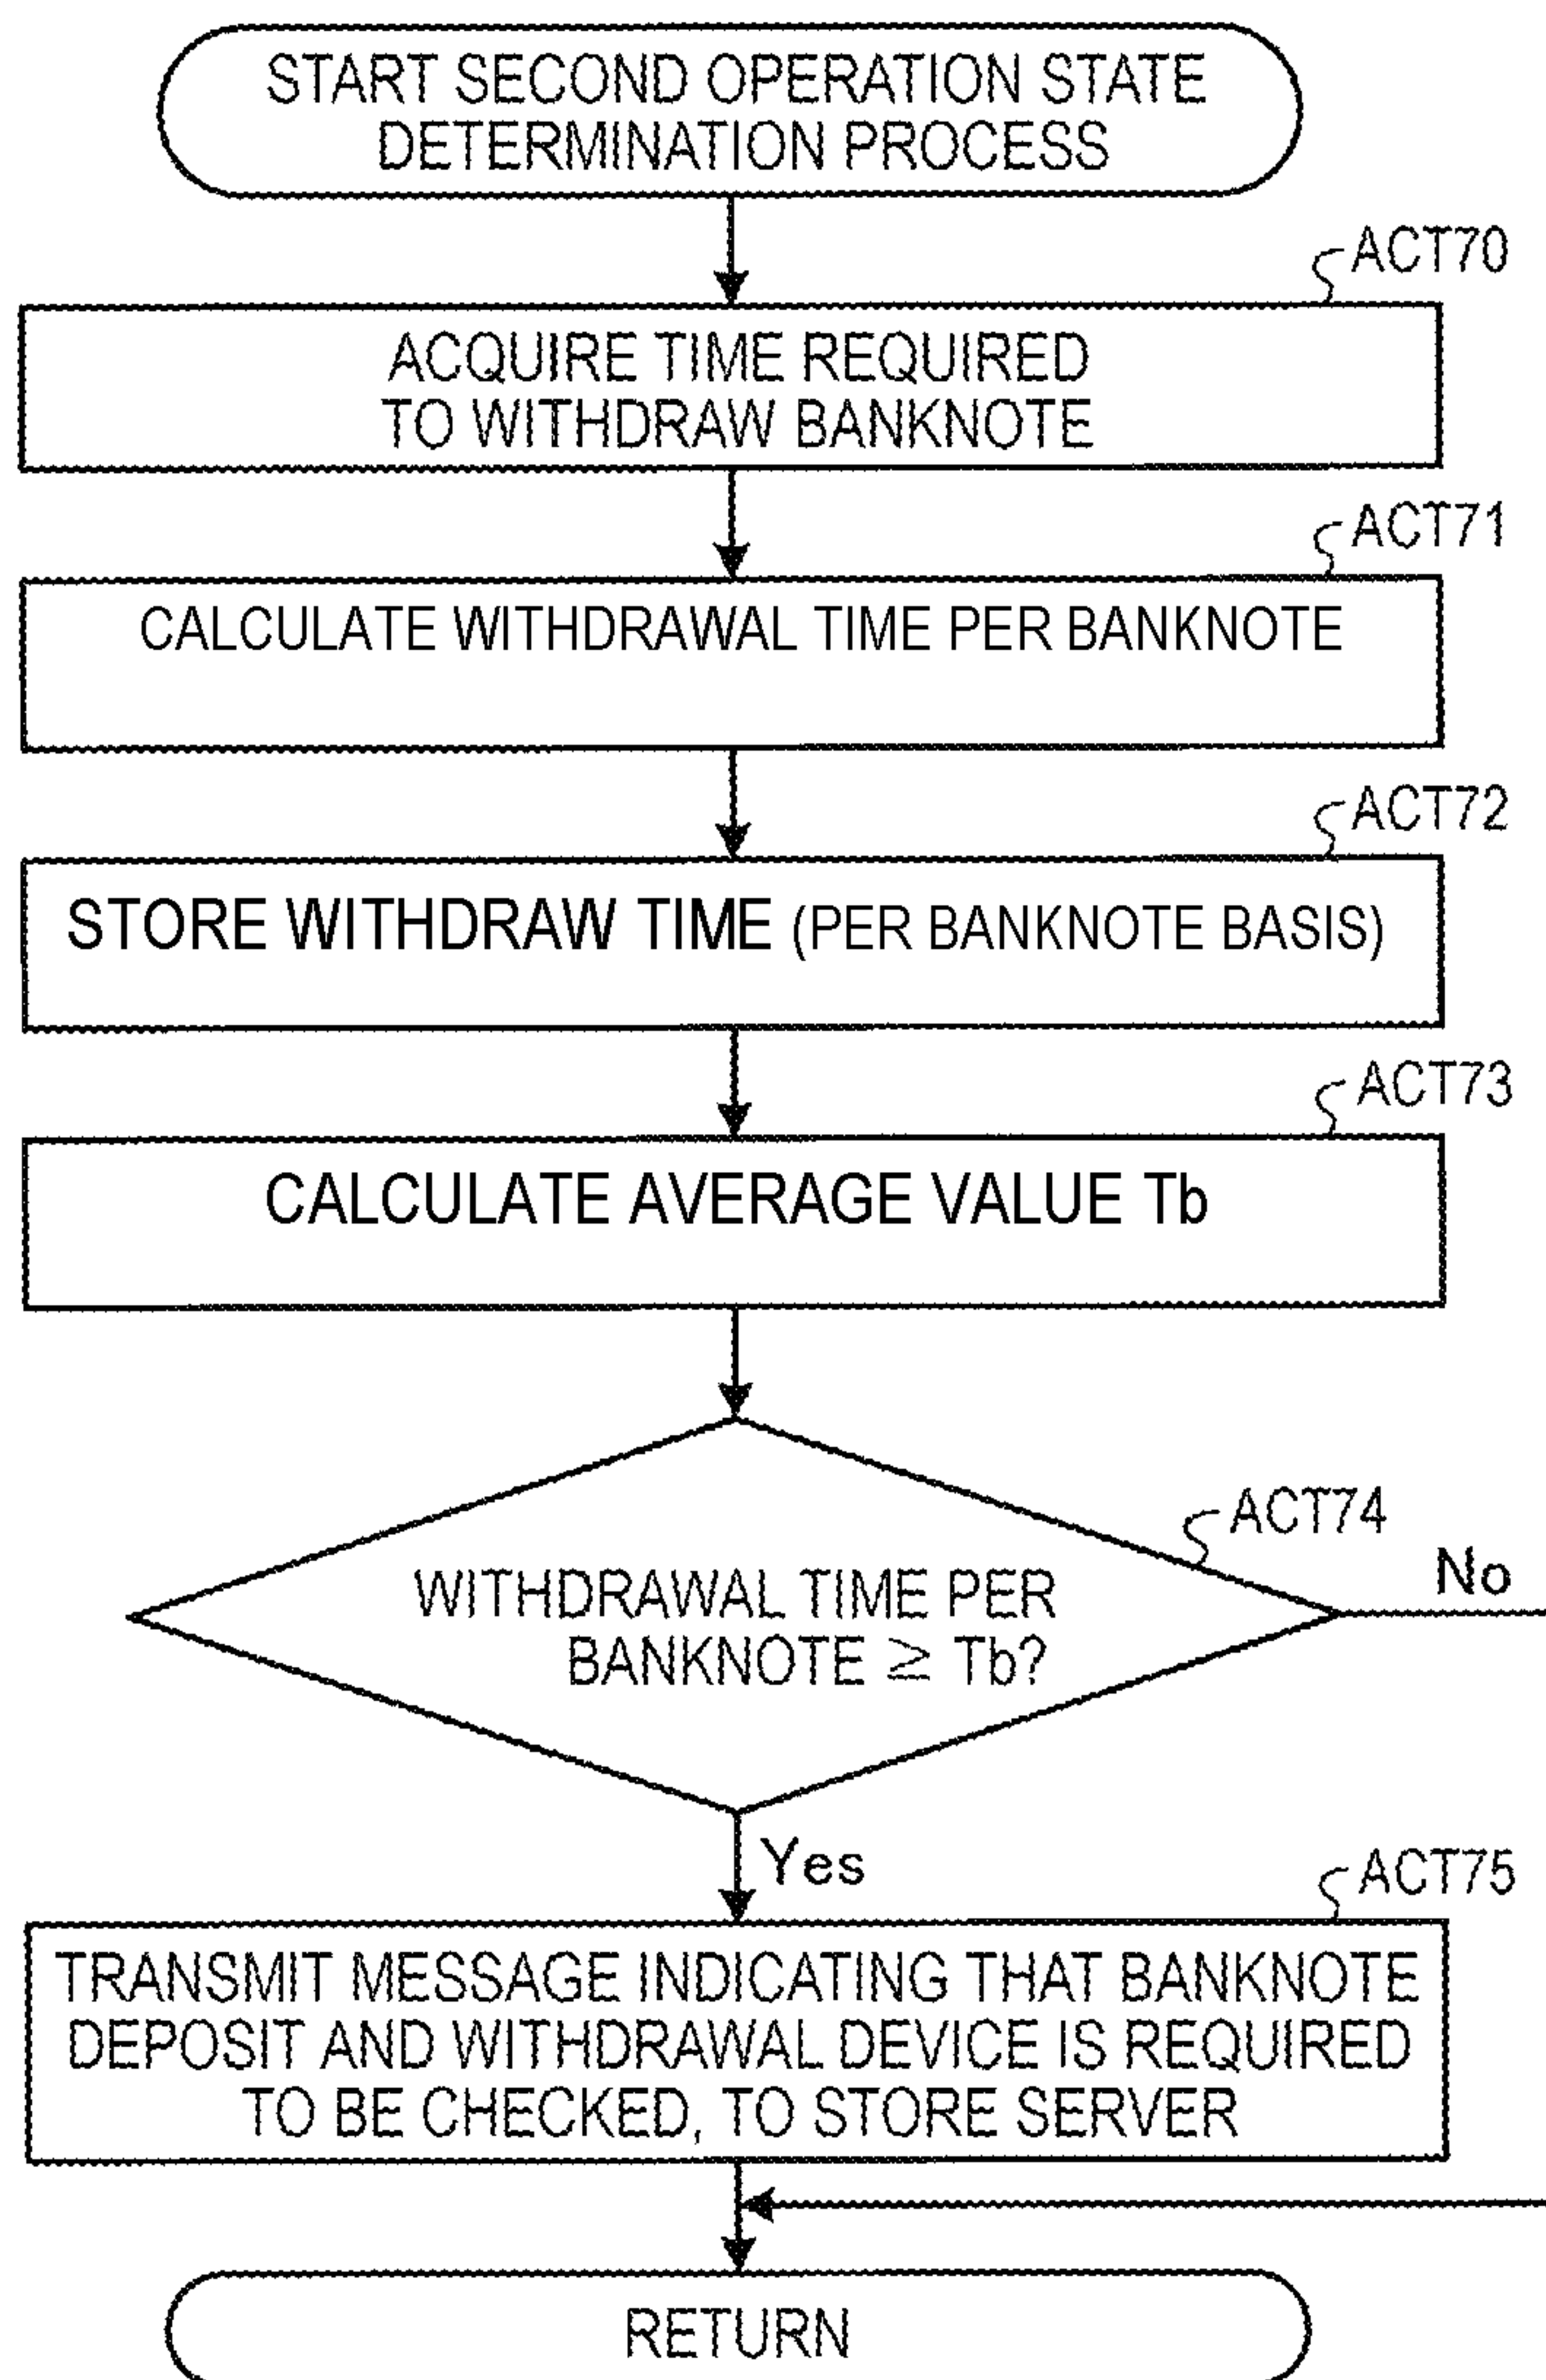 START SECOND OPERATION STATE
DETERMINATION PROCESS
ACT70
ACQUIRE TIME REQUIRED
TO WITHDRAW BANKNOTE
ACT71
CALCULATE WITHDRAWAL TIME PER BANKNOTE
ACT72
STORE WITHDRAW TIME (PER BANKNOTE BASIS)
ACT73
CALCULATE AVERAGE VALUE Tb
ACT74
No
WITHDRAWAL TIME PER
BANKNOTE ≧ Tb?
Yes
ACT75
TRANSMIT MESSAGE INDICATING THAT BANKNOTE
DEPOSIT AND WITHDRAWAL DEVICE IS REQUIRED
TO BE CHECKED, TO STORE SERVER
RETURN